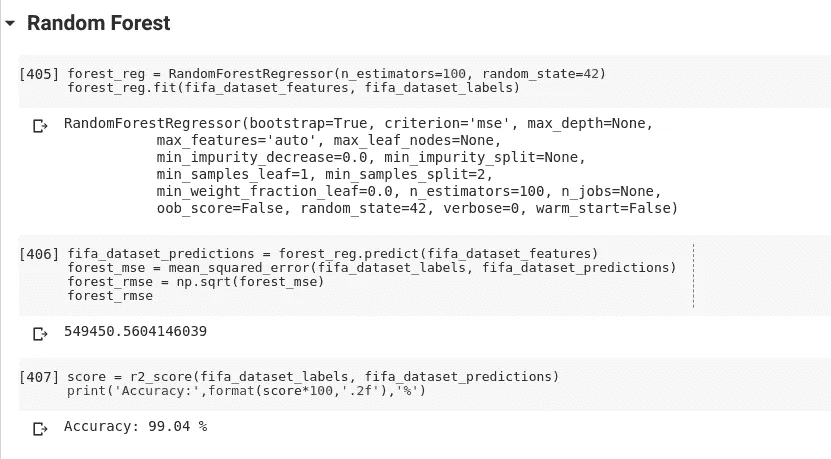 Random Forest
[405] forest_reg = RandomForestRegressor(n_estimators=100, random_state=42)
forest_reg.fit(fifa_dataset_features, fifa_dataset_labels)
RandomForestRegressor(bootstrap=True, criterion='mse', max_depth=None,
max_features='auto', max_leaf_nodes=None,
min_impurity_decrease=0.0, min_impurity_split=None,
min_samples_leaf=1, min_samples_split=2,
min_weight_fraction_leaf=0.0, n_estimators=100, n_jobs=None,
oob_score=False, random_state=42, verbose=0, warm_start=False)
[406] fifa_dataset_predictions = forest_reg.predict(fifa_dataset_features)
forest_mse = mean_squared_error(fifa_dataset_labels, fifa_dataset_predictions)
forest_rmse = np.sqrt(forest_mse)
forest_rmse
549450.5604146039
[407] score = r2_score(fifa_dataset_labels, fifa_dataset_predictions)
print('Accuracy:',format(score*100,'.2f'),'%')
Accuracy: 99.04 %